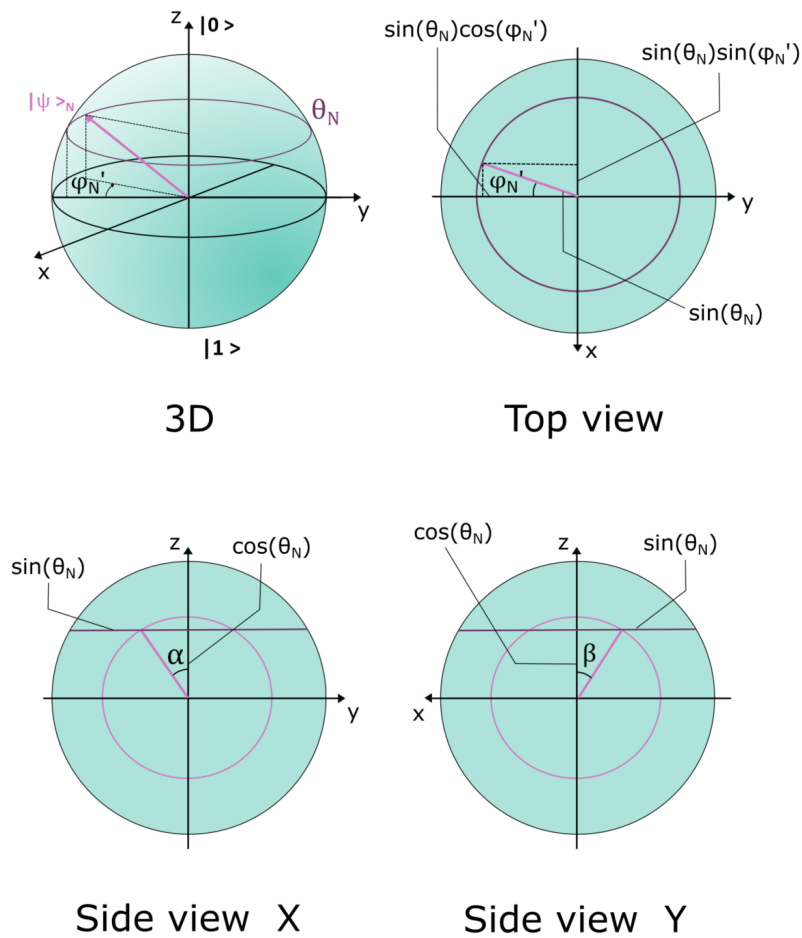 z |0>
|ψ>N
θN
φN'
y
x
|1>
3D
sin(θN)cos(φN')
sin(θN)sin(φN')
φN'
y
sin(θN)
x
Top view
z
cos(θN)
sin(θN)
α
y
Side view X
cos(θN)
z
sin(θN)
β
x
Side view Y